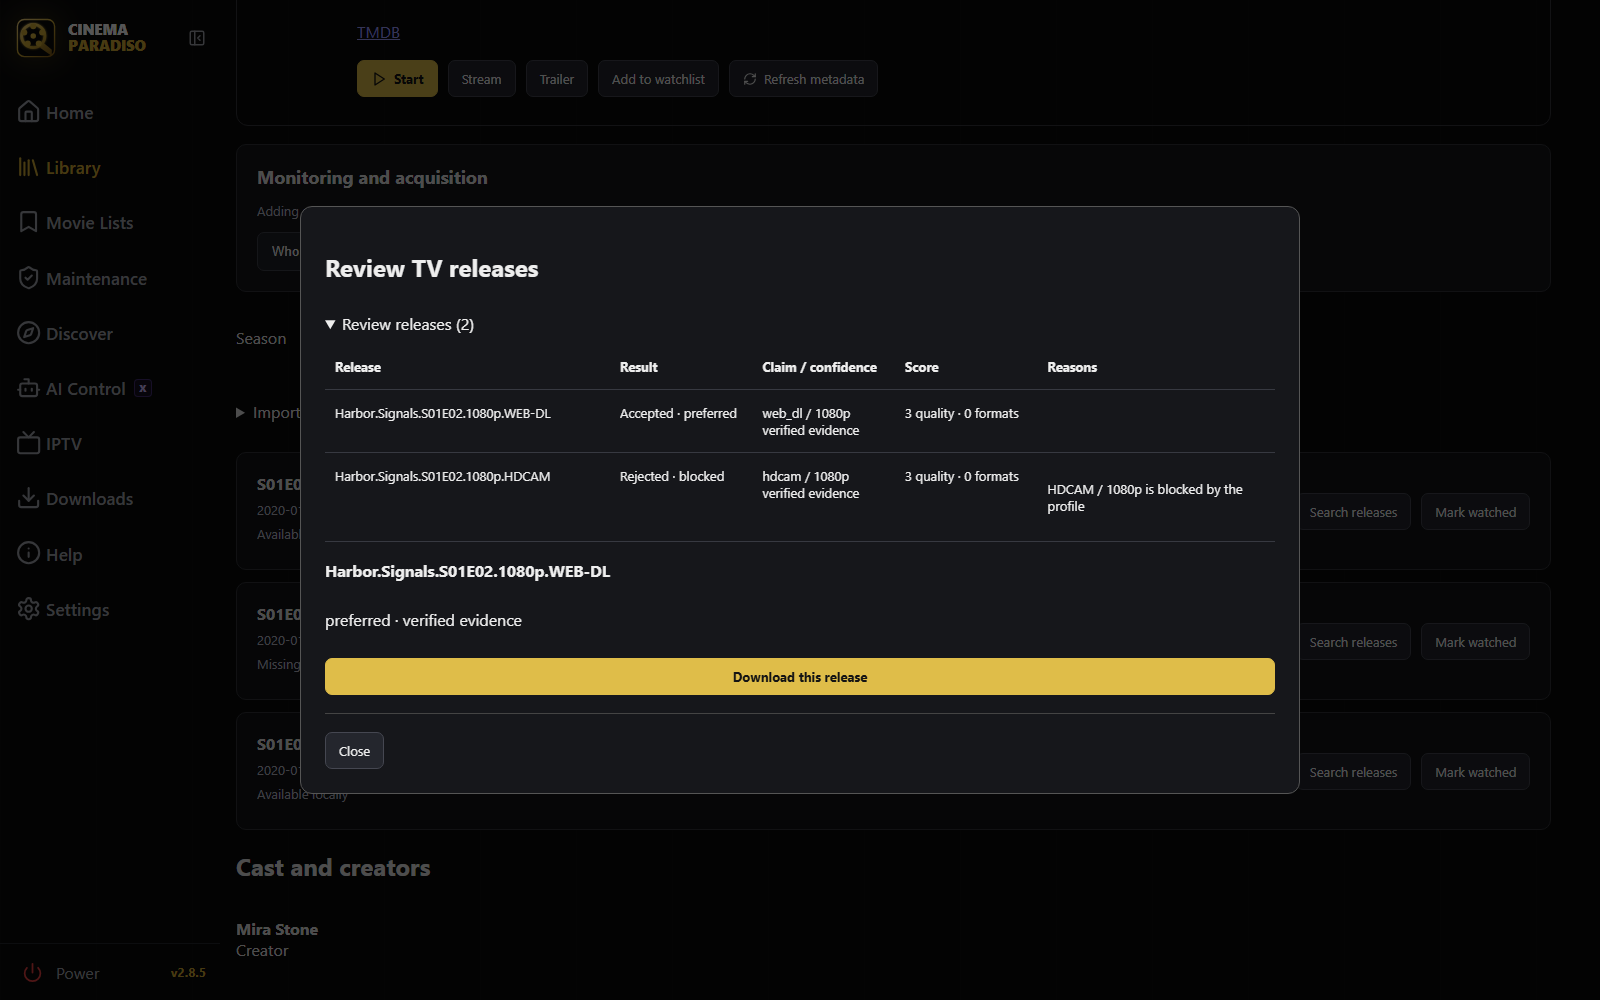 CINEMA
PARADISO
Home
Library
Movie Lists
Maintenance
Discover
AI Control x
IPTV
Downloads
Help
Settings
Power v2.8.5
TMDB
Start Stream Trailer Add to watchlist Refresh metadata
Monitoring and acquisition
Adding
Who
Season
Import
S01E0
2020-01
Availabl
Search releases Mark watched
S01E0
2020-01
Missing
Search releases Mark watched
S01E0
2020-01
Available locally
Search releases Mark watched
Review TV releases
Review releases (2)
Release Result Claim / confidence Score Reasons
Harbor.Signals.S01E02.1080p.WEB-DL Accepted · preferred web_dl / 1080p 3 quality · 0 formats
verified evidence
Harbor.Signals.S01E02.1080p.HDCAM Rejected · blocked hdcam / 1080p 3 quality · 0 formats
verified evidence
HDCAM / 1080p is blocked by the
profile
Harbor.Signals.S01E02.1080p.WEB-DL
preferred · verified evidence
Download this release
Close
Cast and creators
Mira Stone
Creator